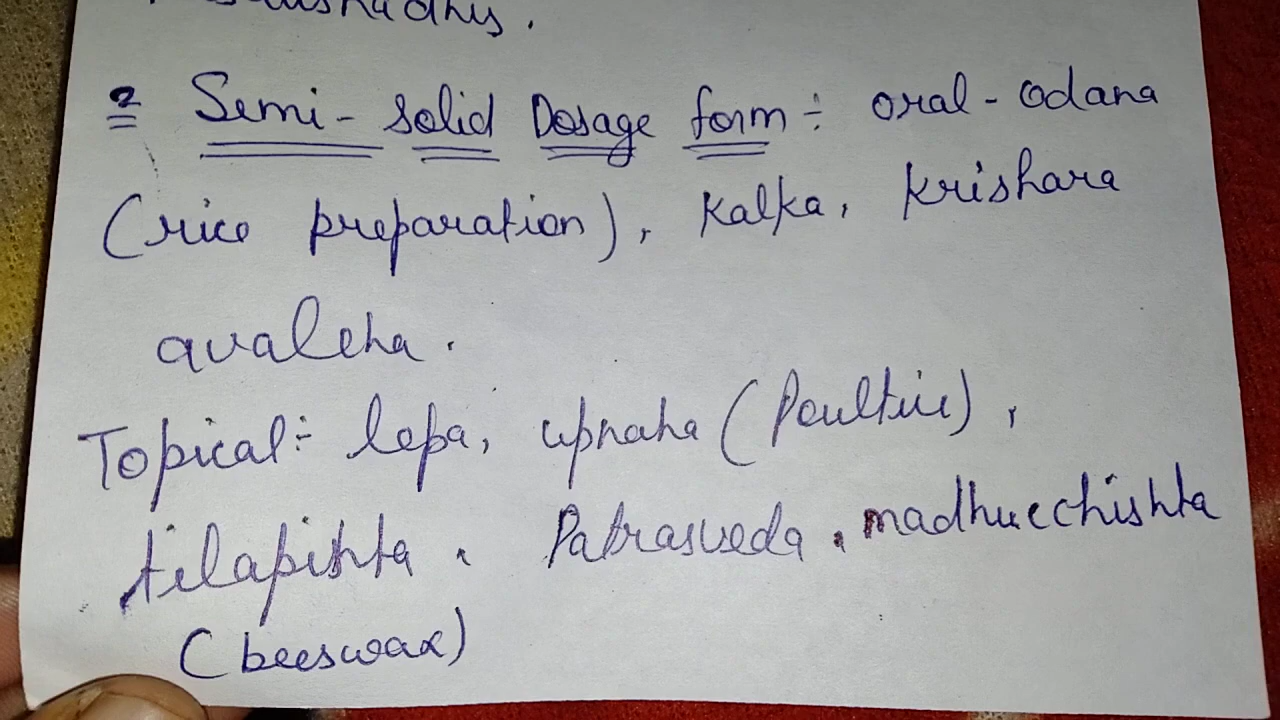 2 Semi-solid Dosage form ÷ oral - Odana
(rice preparation), Kalka, Krishara
avaleha.
Topical÷ lepa, upnaha (Poultiu),
tilapishta, Patrasveda, madhucchishta
(beeswax)